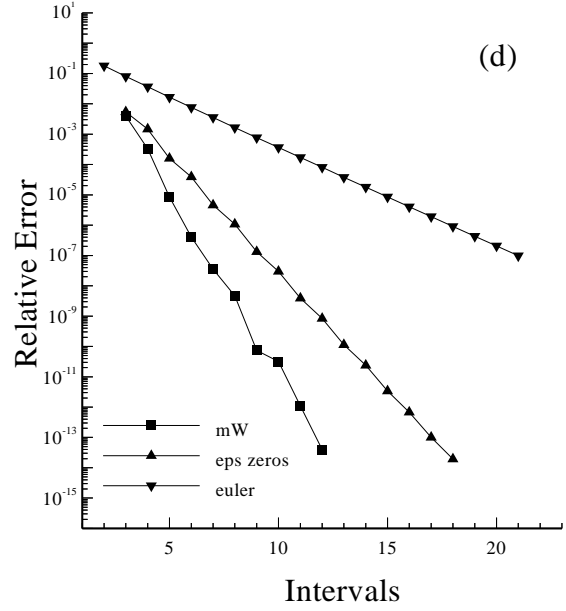 (d)
Relative Error
10¹
10⁻¹
10⁻³
10⁻⁵
10⁻⁷
10⁻⁹
10⁻¹¹
10⁻¹³
10⁻¹⁵
mW
eps zeros
euler
5 10 15 20
Intervals